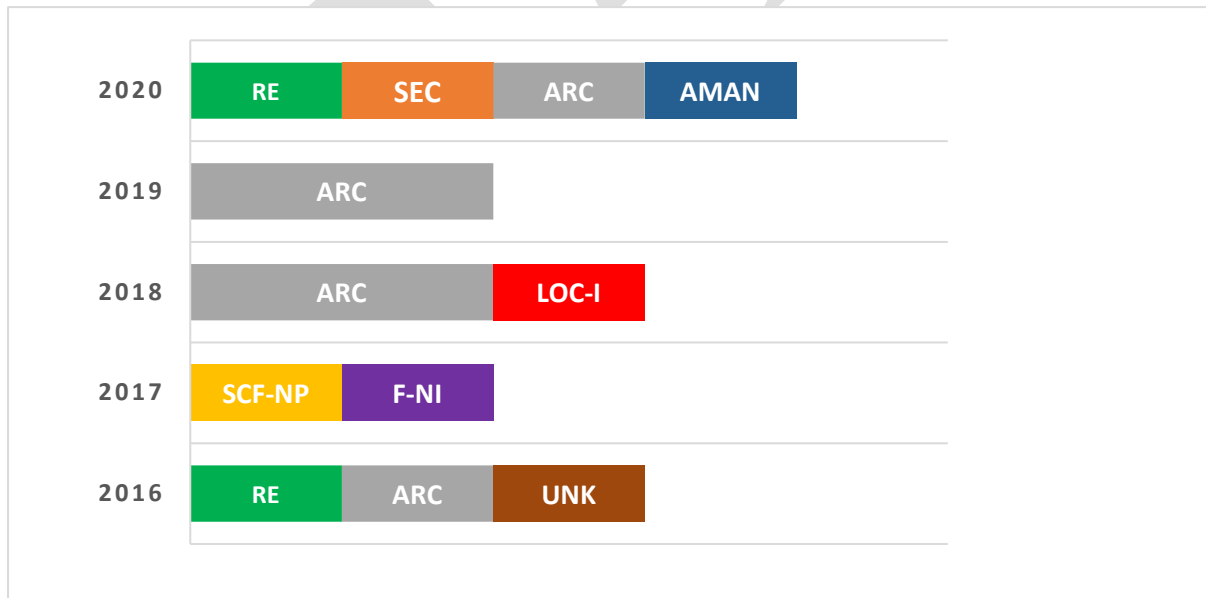 2020 RE SEC ARC AMAN
2019 ARC
2018 ARC LOC-I
2017 SCF-NP F-NI
2016 RE ARC UNK